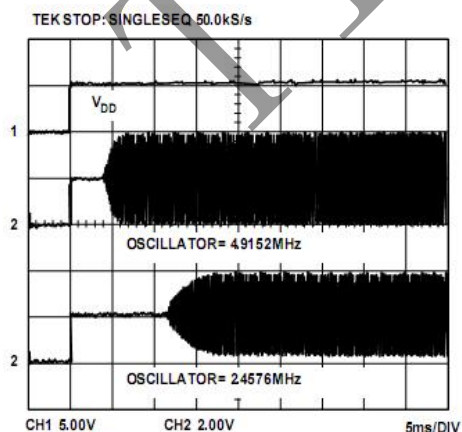 TEK STOP: SINGLESEQ 50.0kS/s
VDD
1
2
OSCILLATOR= 4.9152MHz
2
OSCILLATOR= 2.4576MHz
CH1 5.00V CH2 2.00V 5ms/DIV